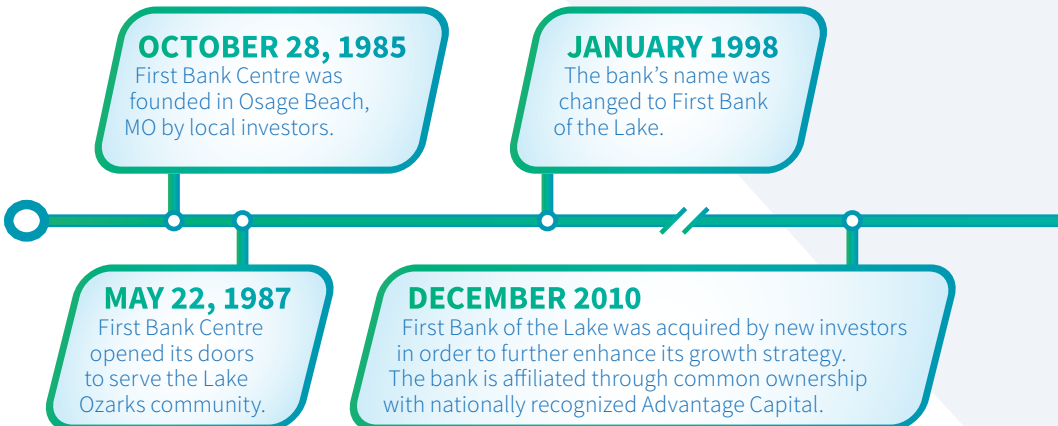 OCTOBER 28, 1985
First Bank Centre was
founded in Osage Beach,
MO by local investors.
JANUARY 1998
The bank’s name was
changed to First Bank
of the Lake.
MAY 22, 1987
First Bank Centre
opened its doors
to serve the Lake
Ozarks community.
DECEMBER 2010
First Bank of the Lake was acquired by new investors
in order to further enhance its growth strategy.
The bank is affiliated through common ownership
with nationally recognized Advantage Capital.